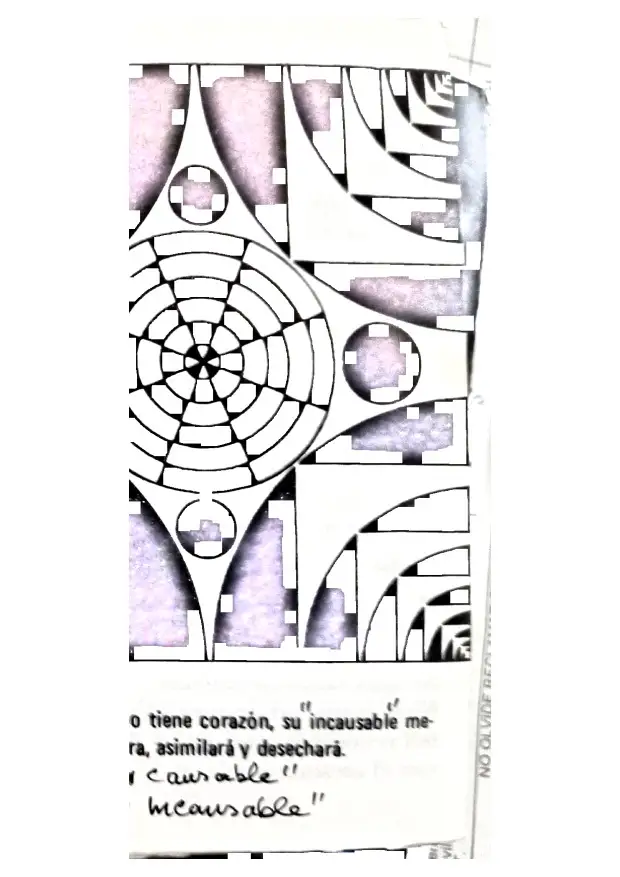 o tiene corazón, su "incausable" me-
ra, asimilará y desechará.
causable"
incausable"
NO OLVIDE